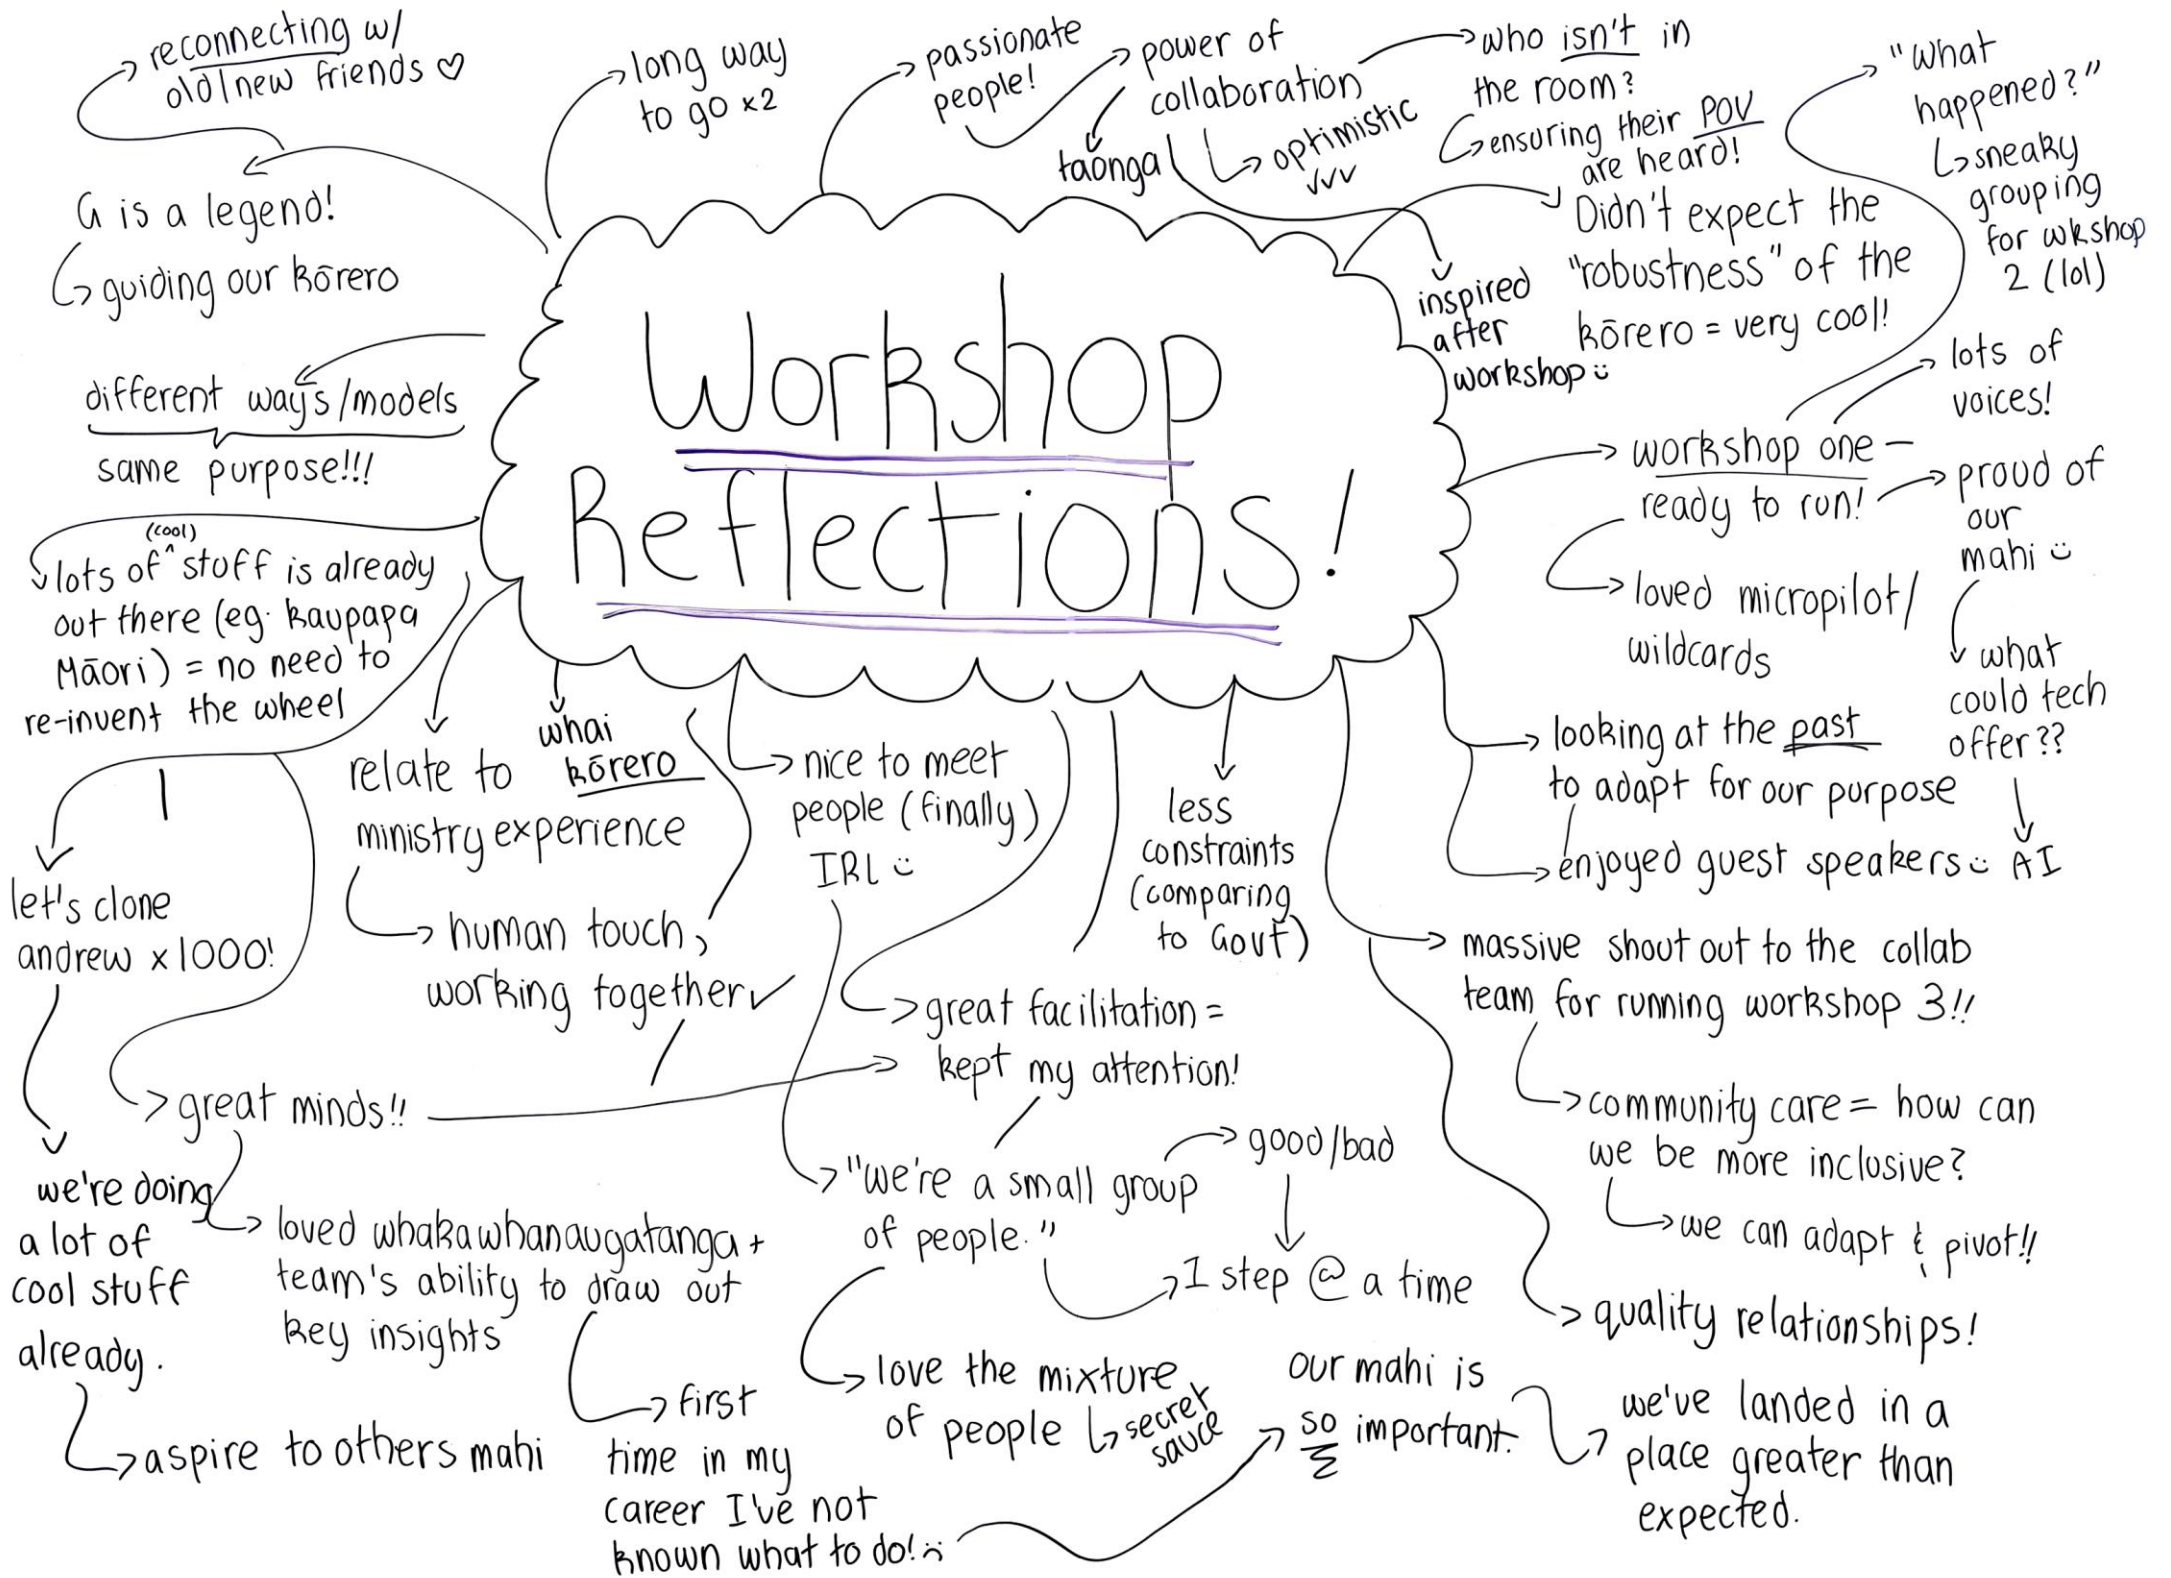 Workshop
Reflections!
reconnecting w/
old/new friends ♡
G is a legend!
guiding our kōrero
different ways/models
same purpose!!!
(cool)
lots of ^ stuff is already
out there (eg. kaupapa
Māori) = no need to
re-invent the wheel
let's clone
andrew x1000!
we're doing
a lot of
cool stuff
already.
aspire to others mahi
great minds!!
loved whakawhanaugatanga +
team's ability to draw out
key insights
first
time in my
career I've not
known what to do! :(
our mahi is
so important.
we've landed in a
place greater than
expected.
relate to
ministry experience
human touch,
working together ✓
whai
kōrero
nice to meet
people (finally)
IRL :)
"we're a small group
of people."
good/bad
1 step @ a time
love the mixture
of people
secret
sauce
great facilitation =
kept my attention!
less
constraints
(comparing
to Govt)
massive shout out to the collab
team for running workshop 3!!
community care = how can
we be more inclusive?
we can adapt & pivot!!
quality relationships!
looking at the past
to adapt for our purpose
enjoyed guest speakers :)
workshop one –
ready to run!
loved micropilot/
wildcards
proud of
our
mahi :)
what
could tech
offer??
AI
lots of
voices!
"What
happened?"
sneaky
grouping
for wkshop
2 (lol)
Didn't expect the
"robustness" of the
kōrero = very cool!
long way
to go x2
passionate
people!
power of
collaboration
taonga
optimistic
✓✓✓
inspired
after
workshop :)
who isn't in
the room?
ensuring their POV
are heard!